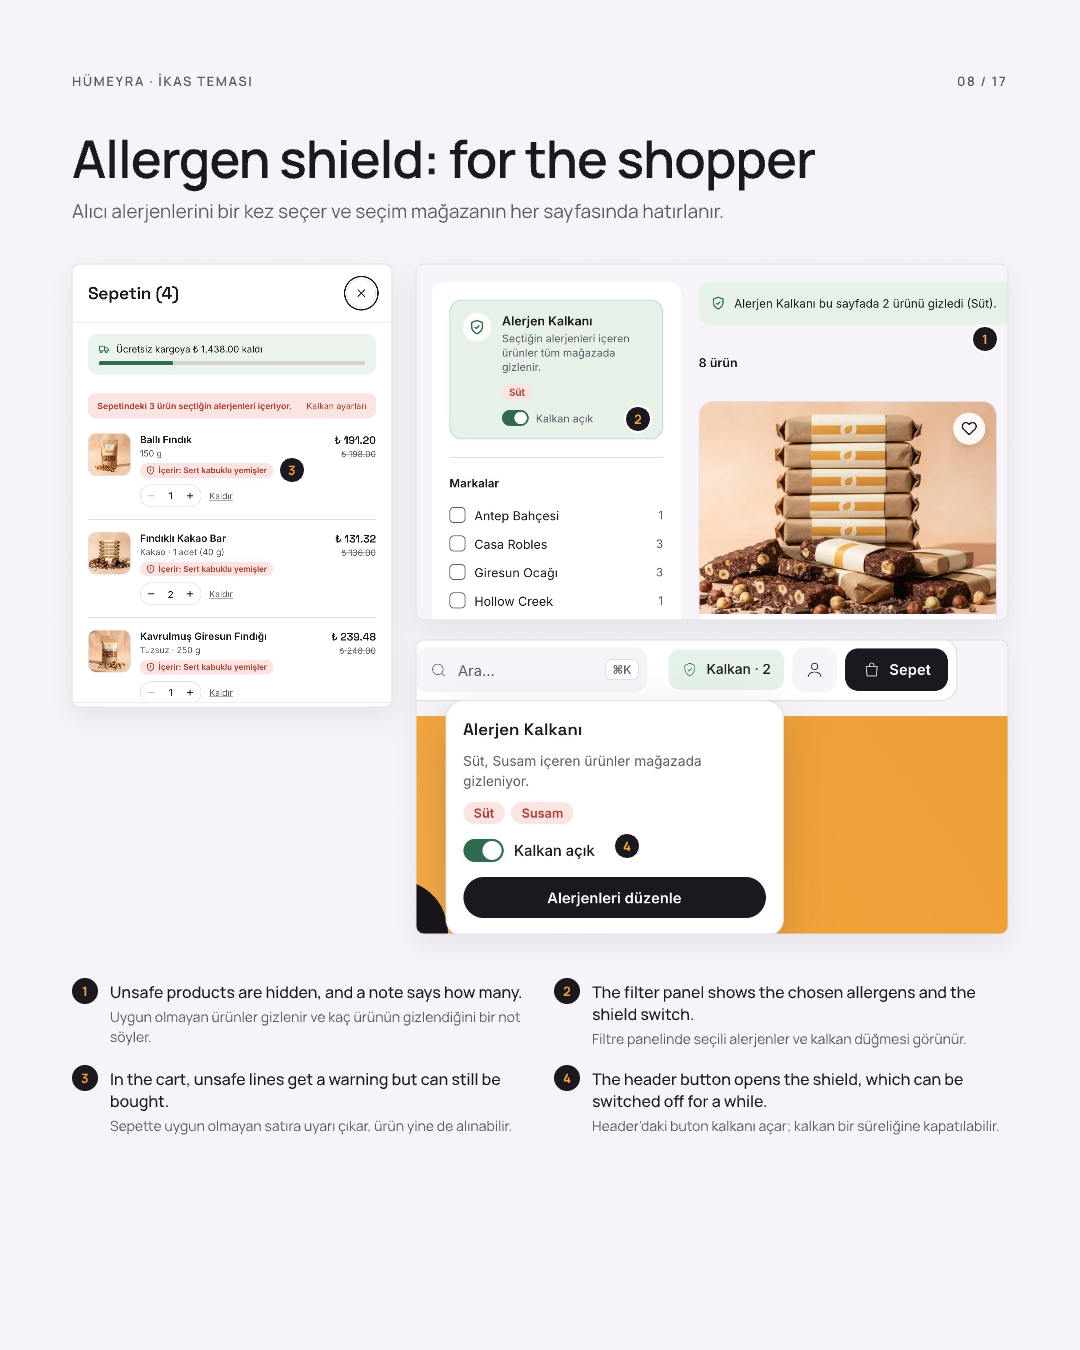 HÜMEYRA · İKAS TEMASI
08 / 17
Allergen shield: for the shopper
Alıcı alerjenlerini bir kez seçer ve seçim mağazanın her sayfasında hatırlanır.
Sepetin (4)
Ücretsiz kargoya ₺ 1,438.00 kaldı
Sepetindeki 3 ürün seçtiğin alerjenleri içeriyor. Kalkan ayarları
Ballı Fındık ₺ 191.20
150 g ₺ 198.00
İçerir: Sert kabuklu yemişler
3
1 Kaldır
Fındıklı Kakao Bar ₺ 131.32
Kakao · 1 adet (40 g) ₺ 136.00
İçerir: Sert kabuklu yemişler
2 Kaldır
Kavrulmuş Giresun Fındığı ₺ 239.48
Tuzsuz · 250 g ₺ 248.00
İçerir: Sert kabuklu yemişler
1 Kaldır
Alerjen Kalkanı
Seçtiğin alerjenleri içeren
ürünler tüm mağazada
gizlenir.
Süt
Kalkan açık
2
Markalar
Antep Bahçesi 1
Casa Robles 3
Giresun Ocağı 3
Hollow Creek 1
Alerjen Kalkanı bu sayfada 2 ürünü gizledi (Süt).
1
8 ürün
Ara... ⌘K Kalkan · 2 Sepet
Alerjen Kalkanı
Süt, Susam içeren ürünler mağazada
gizleniyor.
Süt Susam
Kalkan açık
4
Alerjenleri düzenle
1 Unsafe products are hidden, and a note says how many.
Uygun olmayan ürünler gizlenir ve kaç ürünün gizlendiğini bir not
söyler.
2 The filter panel shows the chosen allergens and the
shield switch.
Filtre panelinde seçili alerjenler ve kalkan düğmesi görünür.
3 In the cart, unsafe lines get a warning but can still be
bought.
Sepette uygun olmayan satıra uyarı çıkar, ürün yine de alınabilir.
4 The header button opens the shield, which can be
switched off for a while.
Header'daki buton kalkanı açar; kalkan bir süreliğine kapatılabilir.